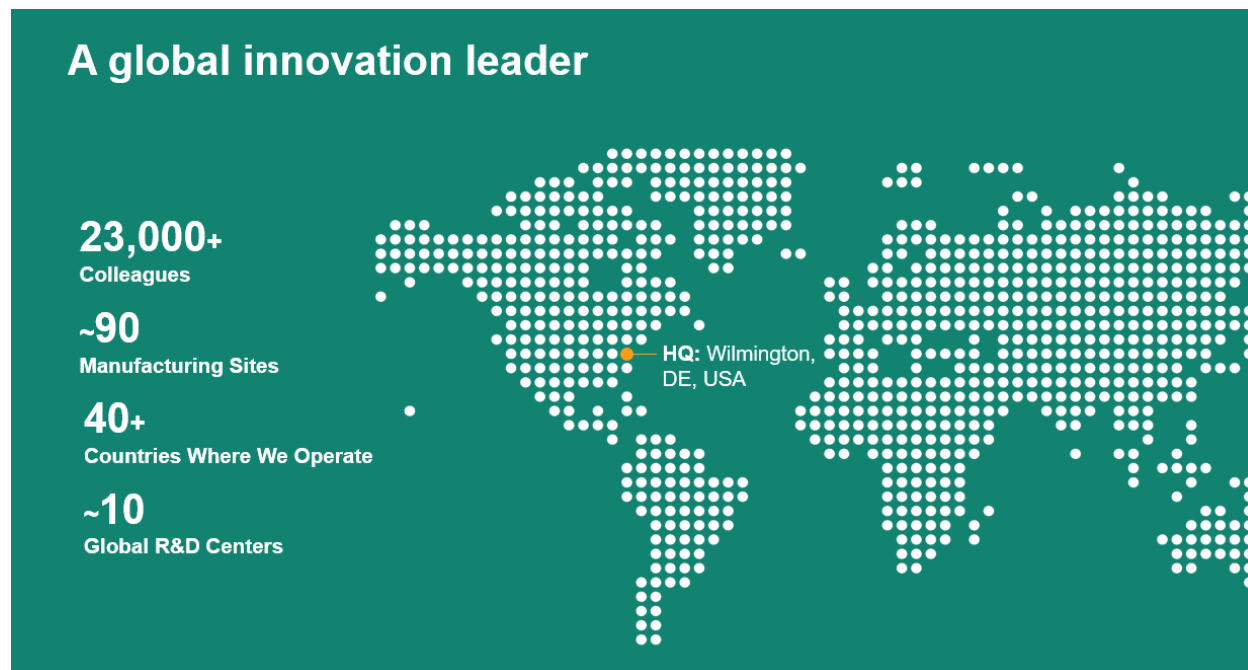 A global innovation leader
23,000+
Colleagues
~90
Manufacturing Sites
40+
Countries Where We Operate
~10
Global R&D Centers
HQ: Wilmington,
DE, USA